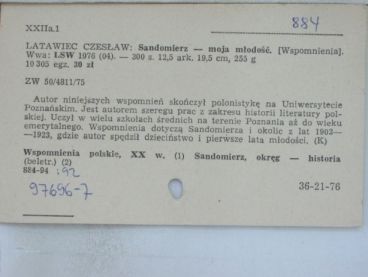 XXIIa.1
884
LATAWIEC CZESŁAW: Sandomierz — moja młodość. [Wspomnienia].
Wwa: LSW 1976 (04). — 300 s. 12,5 ark. 19,5 cm, 255 g
10 305 egz. 30 zł
ZW 50/4811/75
Autor niniejszych wspomnień skończył polonistykę na Uniwersytecie
Poznańskim. Jest autorem szeregu prac z zakresu historii literatury pol-
skiej. Uczył w wielu szkołach średnich na terenie Poznania aż do wieku
emerytalnego. Wspomnienia dotyczą Sandomierza i okolic z lat 1903—
—1923, gdzie autor spędził dzieciństwo i pierwsze lata młodości. (K)
Wspomnienia polskie, XX w. (1) Sandomierz, okręg — historia
(beletr.) (2)
884-94 :92
97696-7
36-21-76